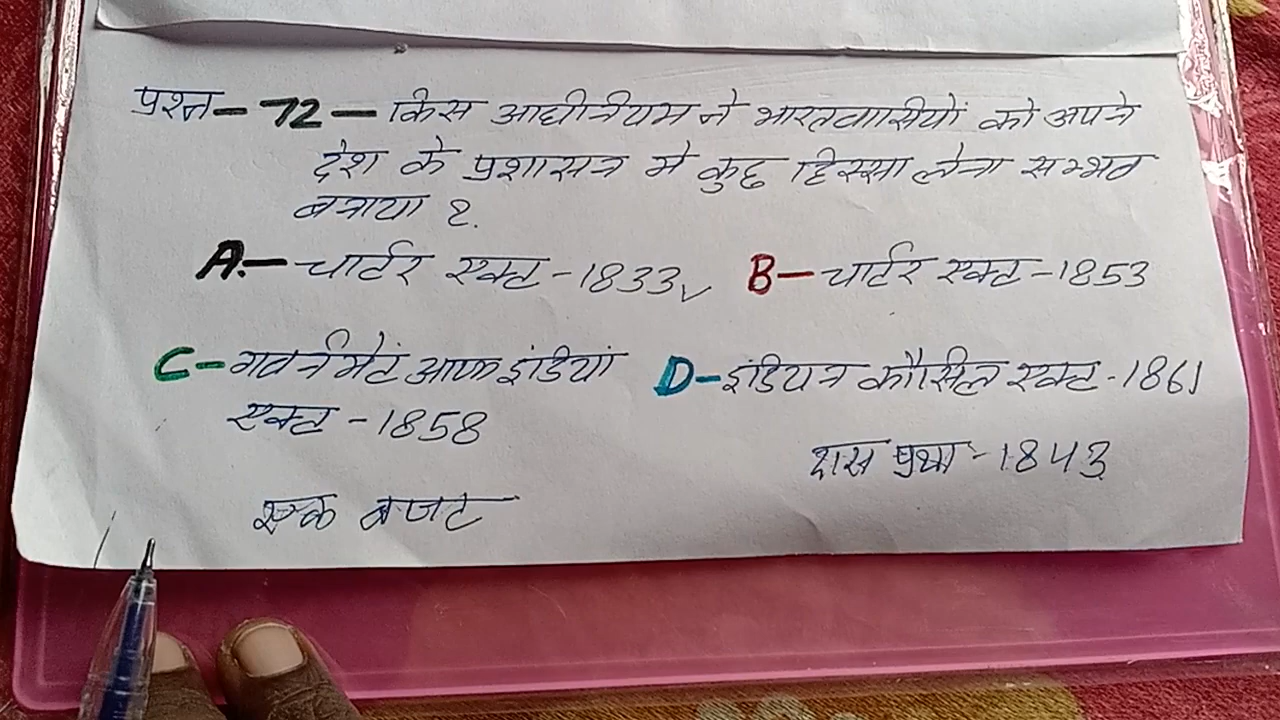 प्रश्न- 72 - किस आधीनीयम ने भारतवासीयों को अपने
देश के प्रशासन मे कुछ हिस्सा लेना सम्भव
बनाया ?.
A.- चार्टर एक्ट -1833✓ B- चार्टर एक्ट -1853
C- गवर्नमेटं आफ इंडियां D- इंडियन कौसिल एक्ट -1861
एक्ट -1858
दास प्रथा -1843
एक बजट